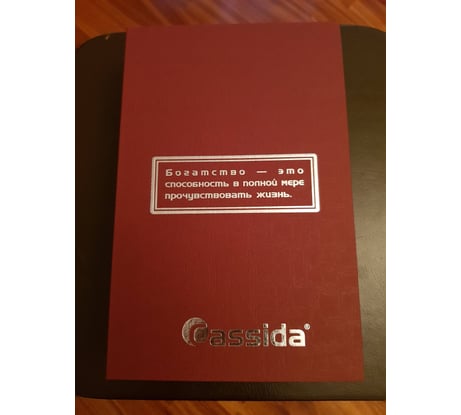 Богатство — это
способность в полной мере
прочувствовать жизнь.
Cassida®